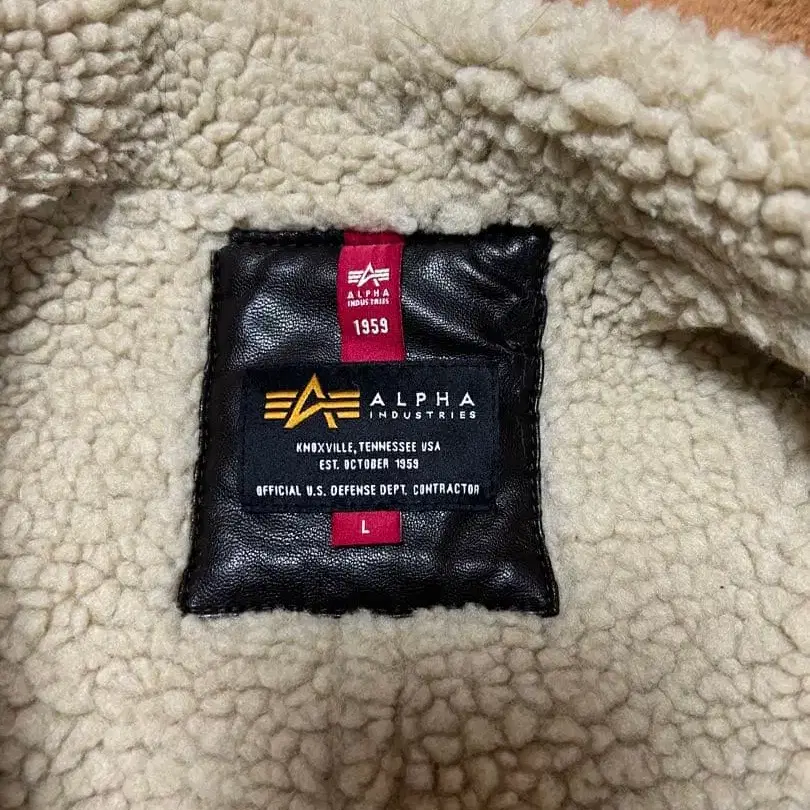 ALPHA
INDUSTRIES
1959
ALPHA
INDUSTRIES
KNOXVILLE, TENNESSEE USA
EST. OCTOBER 1959
OFFICIAL U.S. DEFENSE DEPT. CONTRACTOR
L